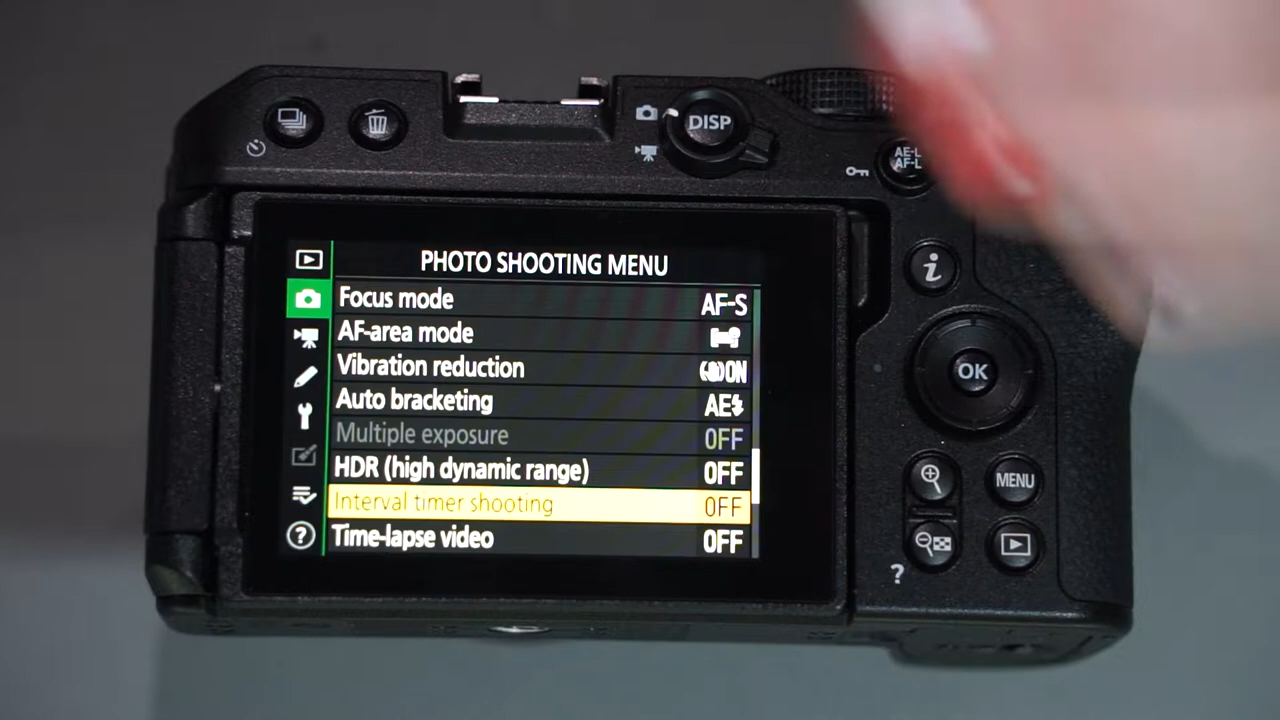 DISP
AE-L
AF-L
i
PHOTO SHOOTING MENU
Focus mode AF-S
AF-area mode
Vibration reduction ON
Auto bracketing AE
Multiple exposure OFF
HDR (high dynamic range) OFF
Interval timer shooting OFF
Time-lapse video OFF
?
OK
MENU
?